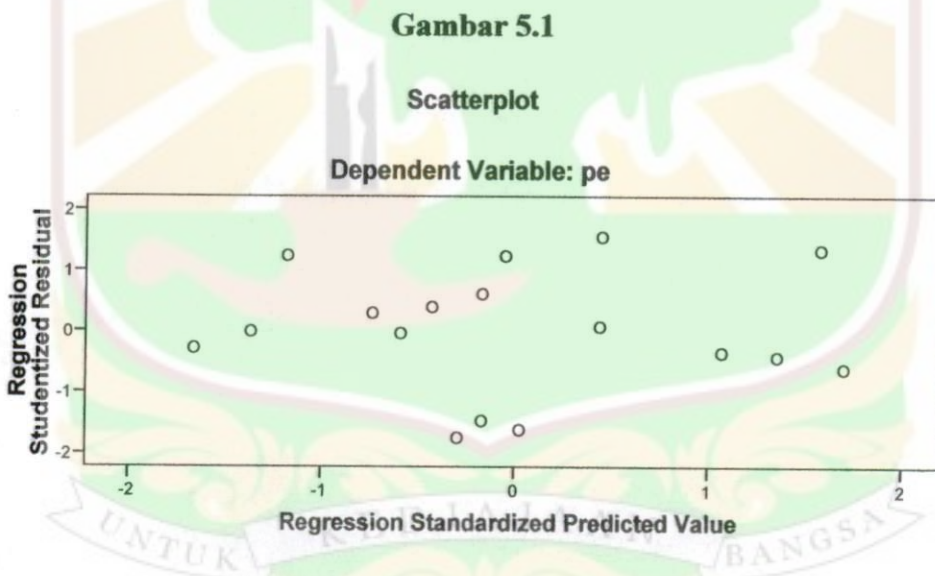 Gambar 5.1
Scatterplot
Dependent Variable: pe
Regression
Studentized Residual
2
1
0
-1
-2
-2
-1
0
1
2
Regression Standardized Predicted Value
UNTUK KEDJAJAAN BANGSA